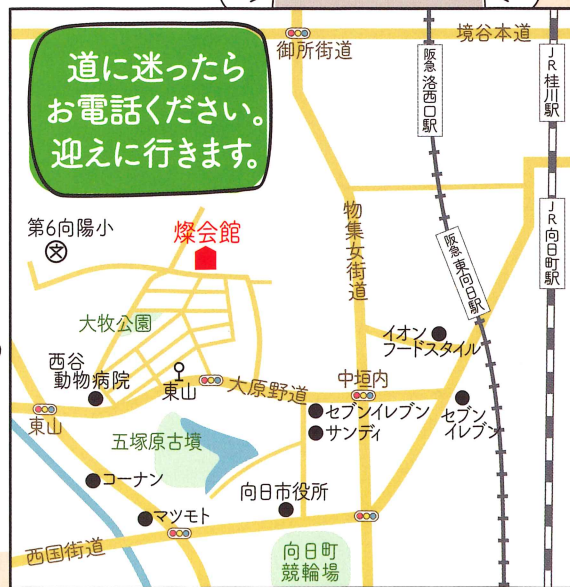 道に迷ったら
お電話ください。
迎えに行きます。
御所街道
境谷本道
阪急 洛西口駅
JR桂川駅
JR向日町駅
阪急 東向日駅
物集女街道
第6向陽小
文
燦会館
大牧公園
西谷
動物病院
東山
大原野道
中垣内
イオン
フードスタイル
セブンイレブン
サンディ
セブン
イレブン
東山
五塚原古墳
コーナン
マツモト
向日市役所
西国街道
向日町
競輪場